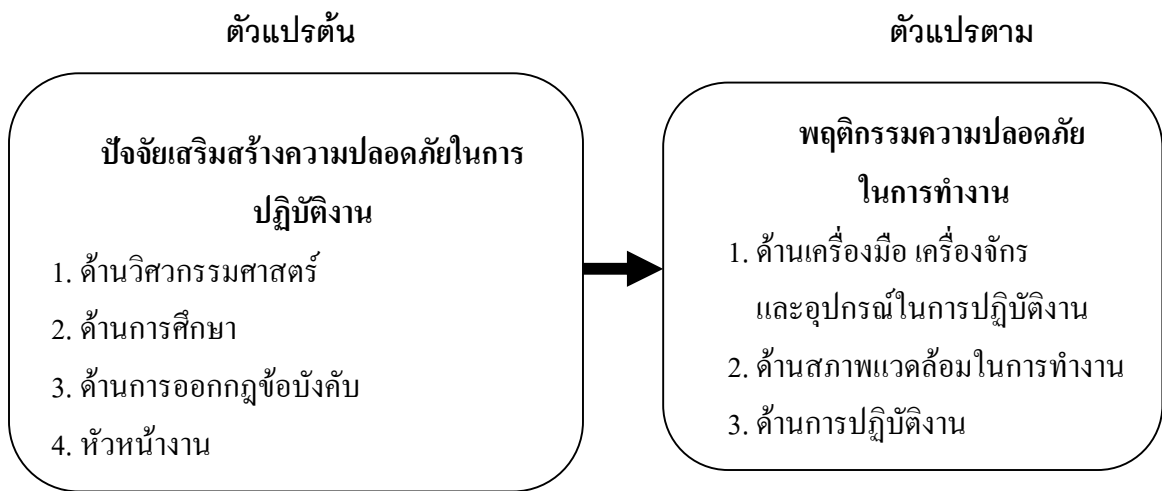 ตัวแปรต้น
ปัจจัยเสริมสร้างความปลอดภัยในการ
ปฏิบัติงาน
1. ด้านวิศวกรรมศาสตร์
2. ด้านการศึกษา
3. ด้านการออกกฎข้อบังคับ
4. หัวหน้างาน
ตัวแปรตาม
พฤติกรรมความปลอดภัย
ในการทำงาน
1. ด้านเครื่องมือ เครื่องจักร
และอุปกรณ์ในการปฏิบัติงาน
2. ด้านสภาพแวดล้อมในการทำงาน
3. ด้านการปฏิบัติงาน